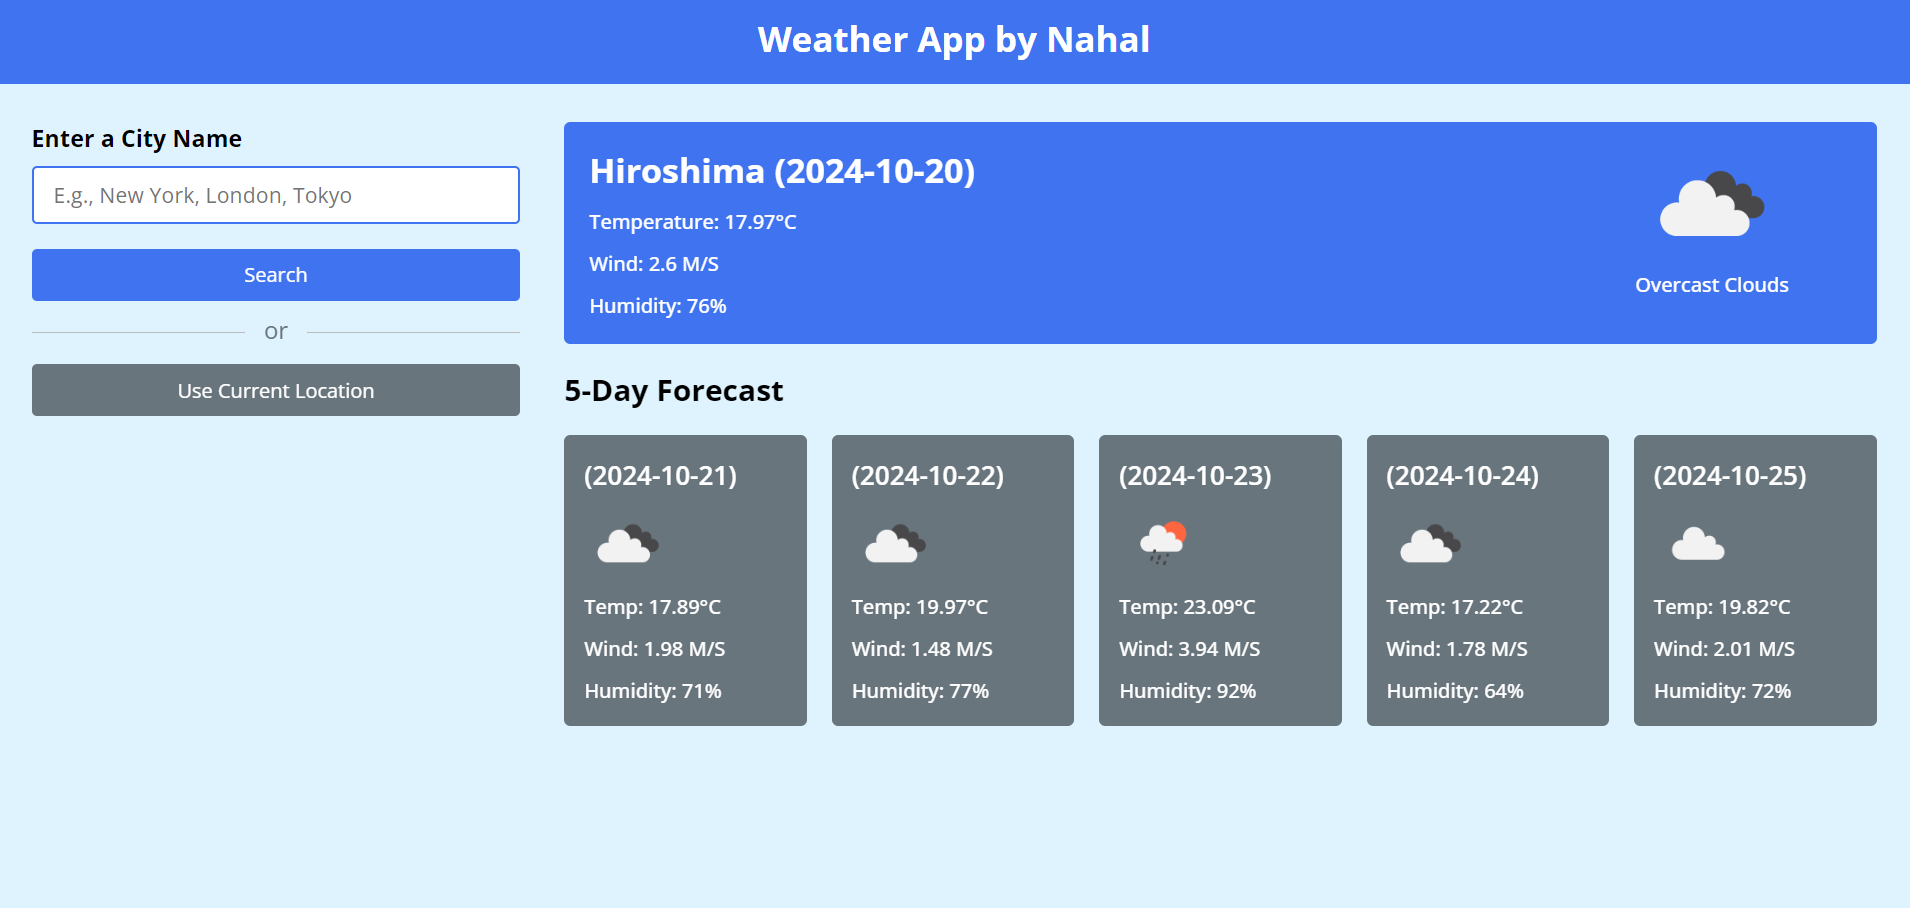 Weather App by Nahal
Enter a City Name
E.g., New York, London, Tokyo
Search
or
Use Current Location
Hiroshima (2024-10-20)
Temperature: 17.97°C
Wind: 2.6 M/S
Humidity: 76%
Overcast Clouds
5-Day Forecast
(2024-10-21)
Temp: 17.89°C
Wind: 1.98 M/S
Humidity: 71%
(2024-10-22)
Temp: 19.97°C
Wind: 1.48 M/S
Humidity: 77%
(2024-10-23)
Temp: 23.09°C
Wind: 3.94 M/S
Humidity: 92%
(2024-10-24)
Temp: 17.22°C
Wind: 1.78 M/S
Humidity: 64%
(2024-10-25)
Temp: 19.82°C
Wind: 2.01 M/S
Humidity: 72%